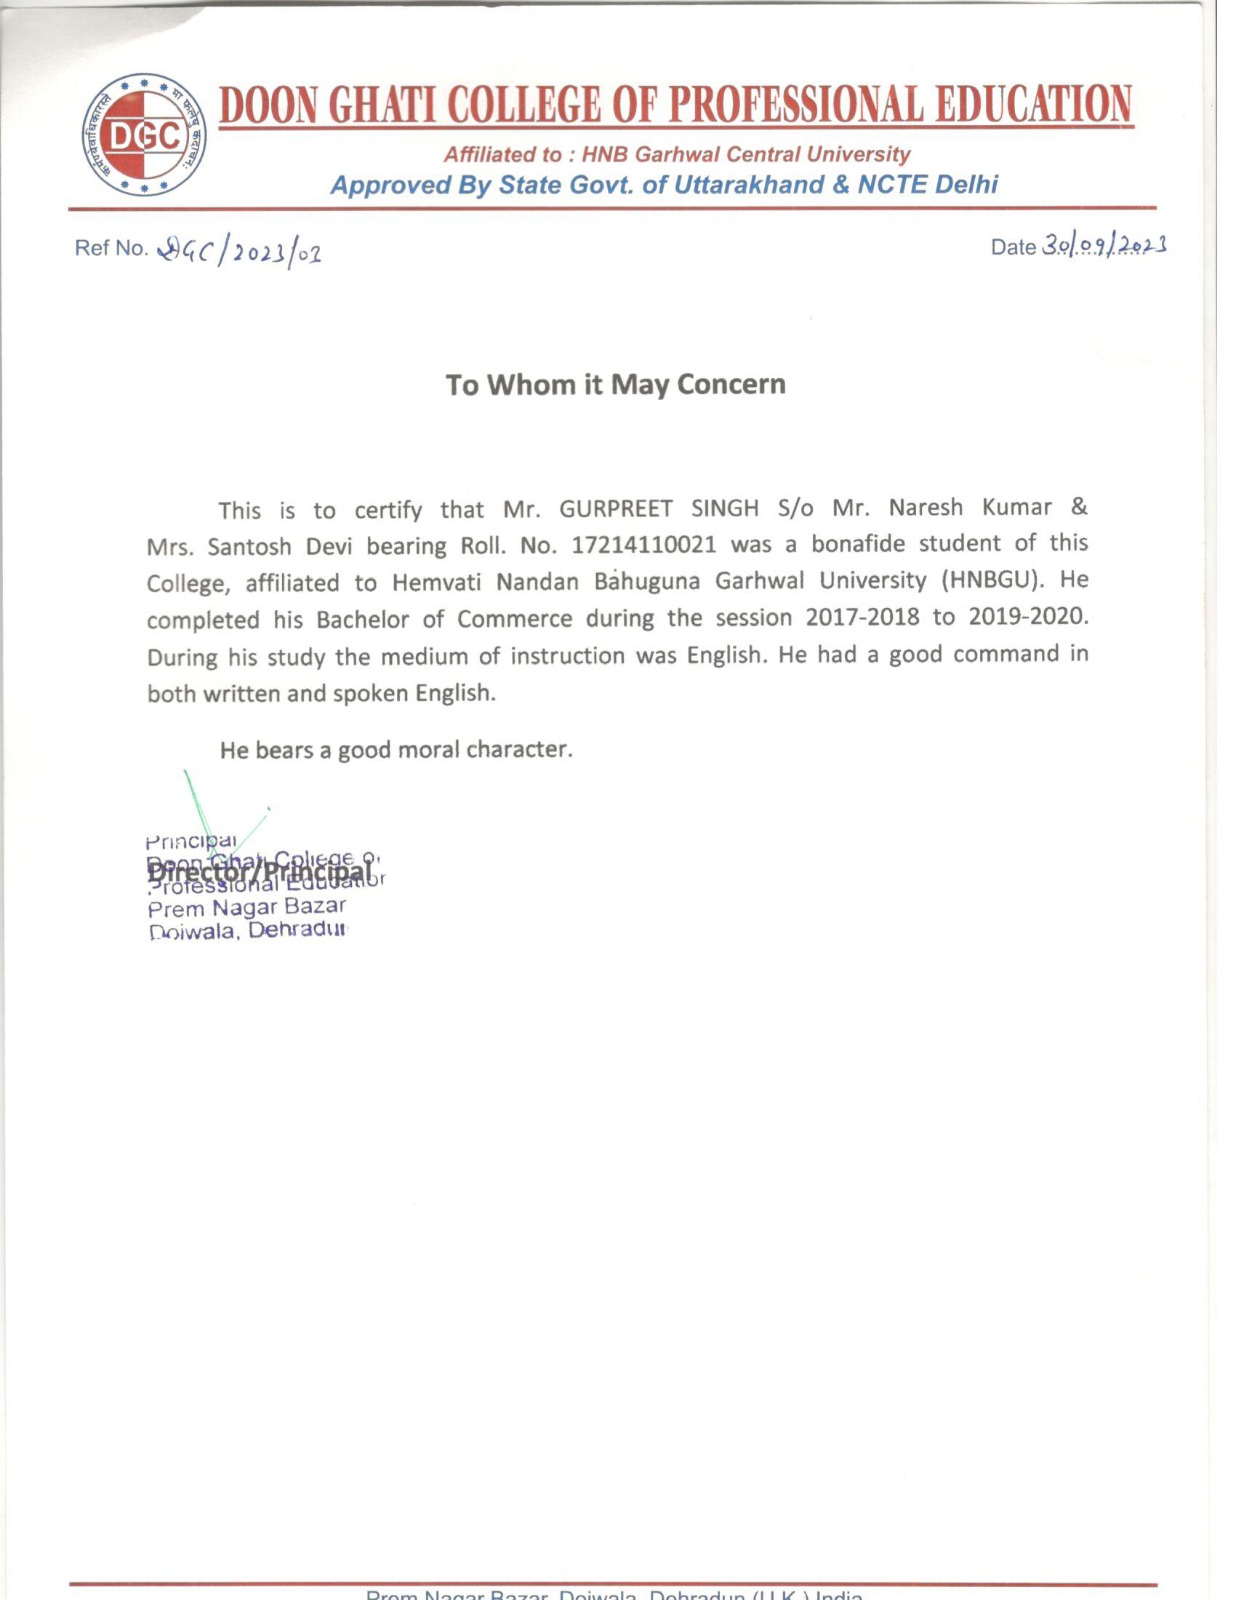 कर्मण्येवाधिकारस्ते मा फलेषु कदाचनः
DGC
DOON GHATI COLLEGE OF PROFESSIONAL EDUCATION
Affiliated to : HNB Garhwal Central University
Approved By State Govt. of Uttarakhand & NCTE Delhi
Ref No. DGC/2023/02 Date 30/09/2023
To Whom it May Concern
This is to certify that Mr. GURPREET SINGH S/o Mr. Naresh Kumar &
Mrs. Santosh Devi bearing Roll. No. 17214110021 was a bonafide student of this
College, affiliated to Hemvati Nandan Bahuguna Garhwal University (HNBGU). He
completed his Bachelor of Commerce during the session 2017-2018 to 2019-2020.
During his study the medium of instruction was English. He had a good command in
both written and spoken English.
He bears a good moral character.
Principal
Doon Ghati College o
Director/Principal
Professional Education
Prem Nagar Bazar
Doiwala, Dehradun
Prem Nagar Bazar, Doiwala, Dehradun (U.K.) India